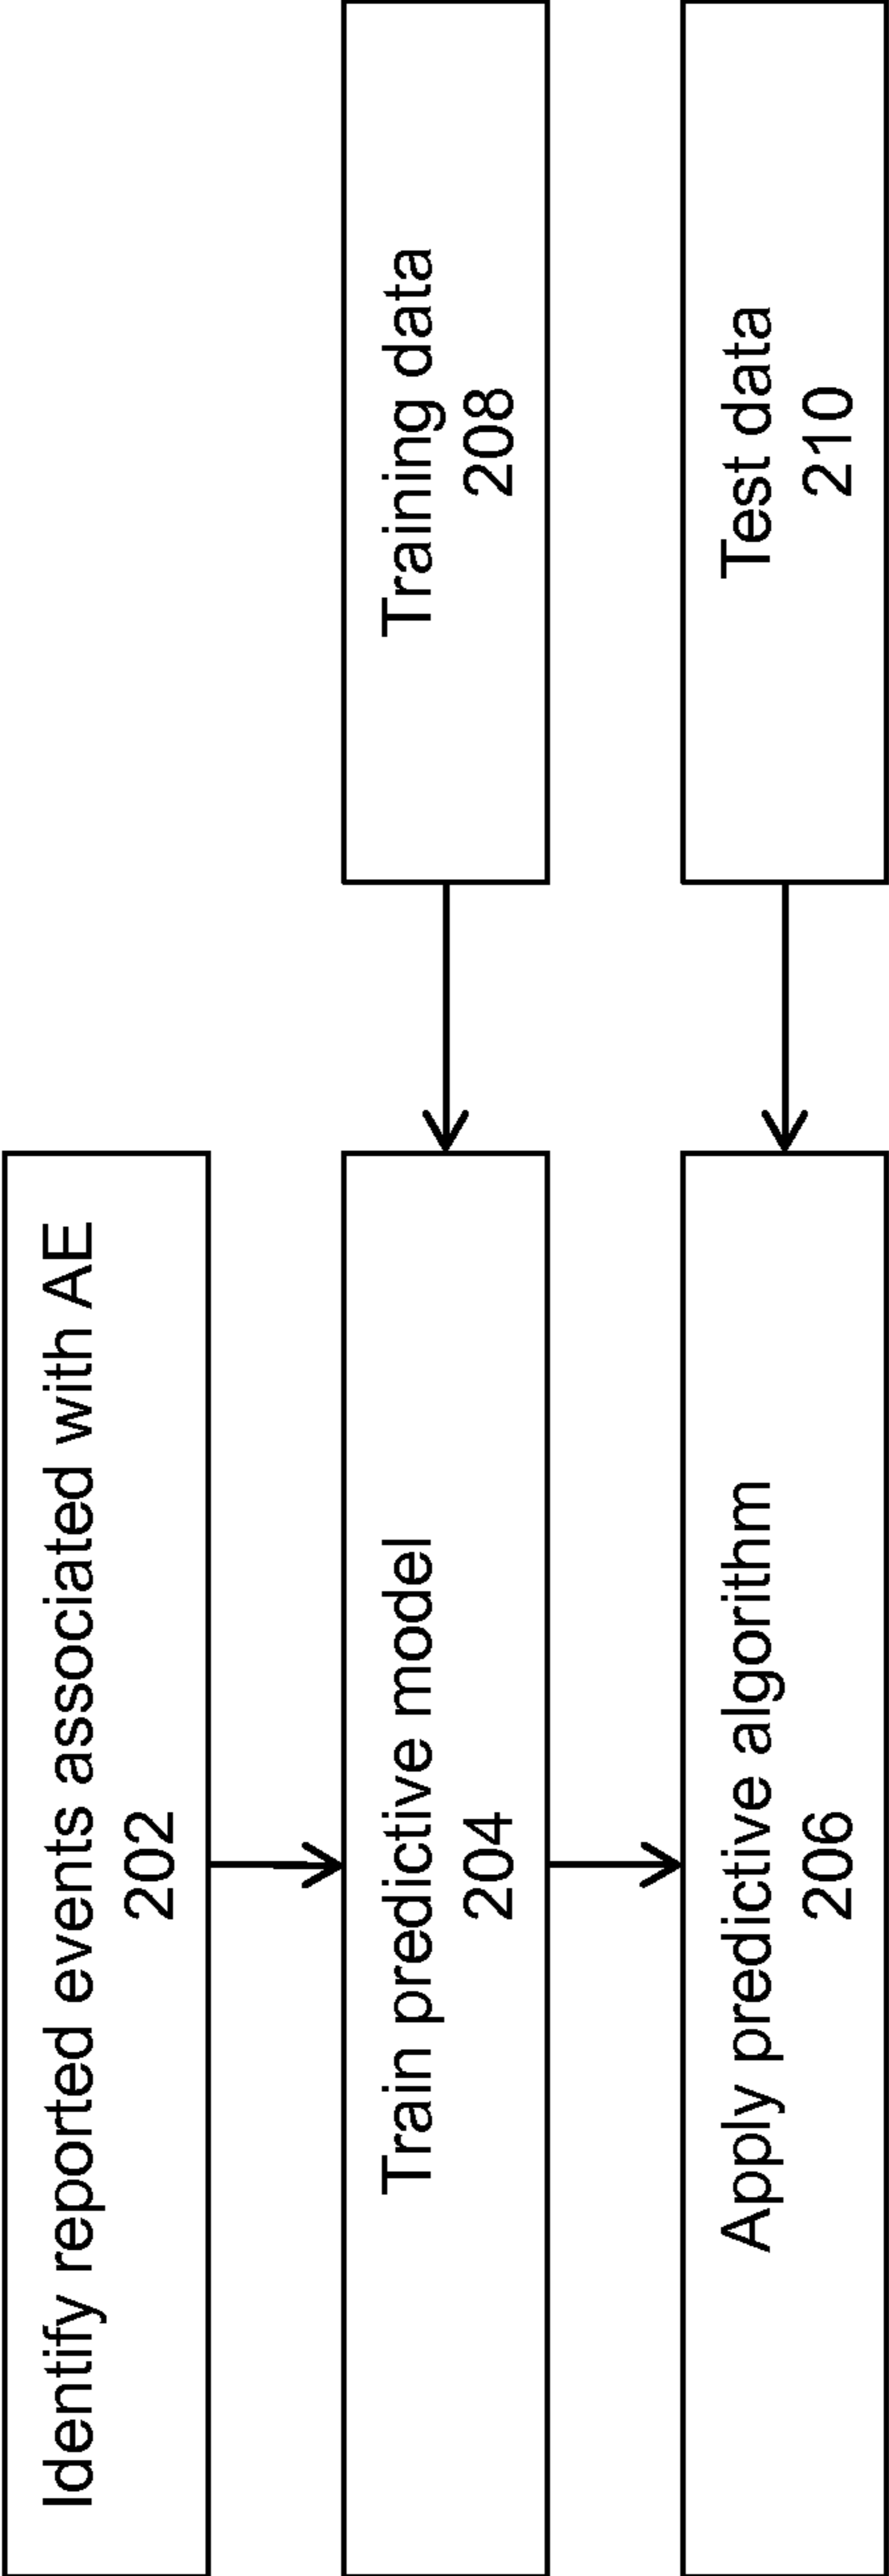 Identify reported events associated with AE
202
Train predictive model
204
Training data
208
Apply predictive algorithm
206
Test data
210